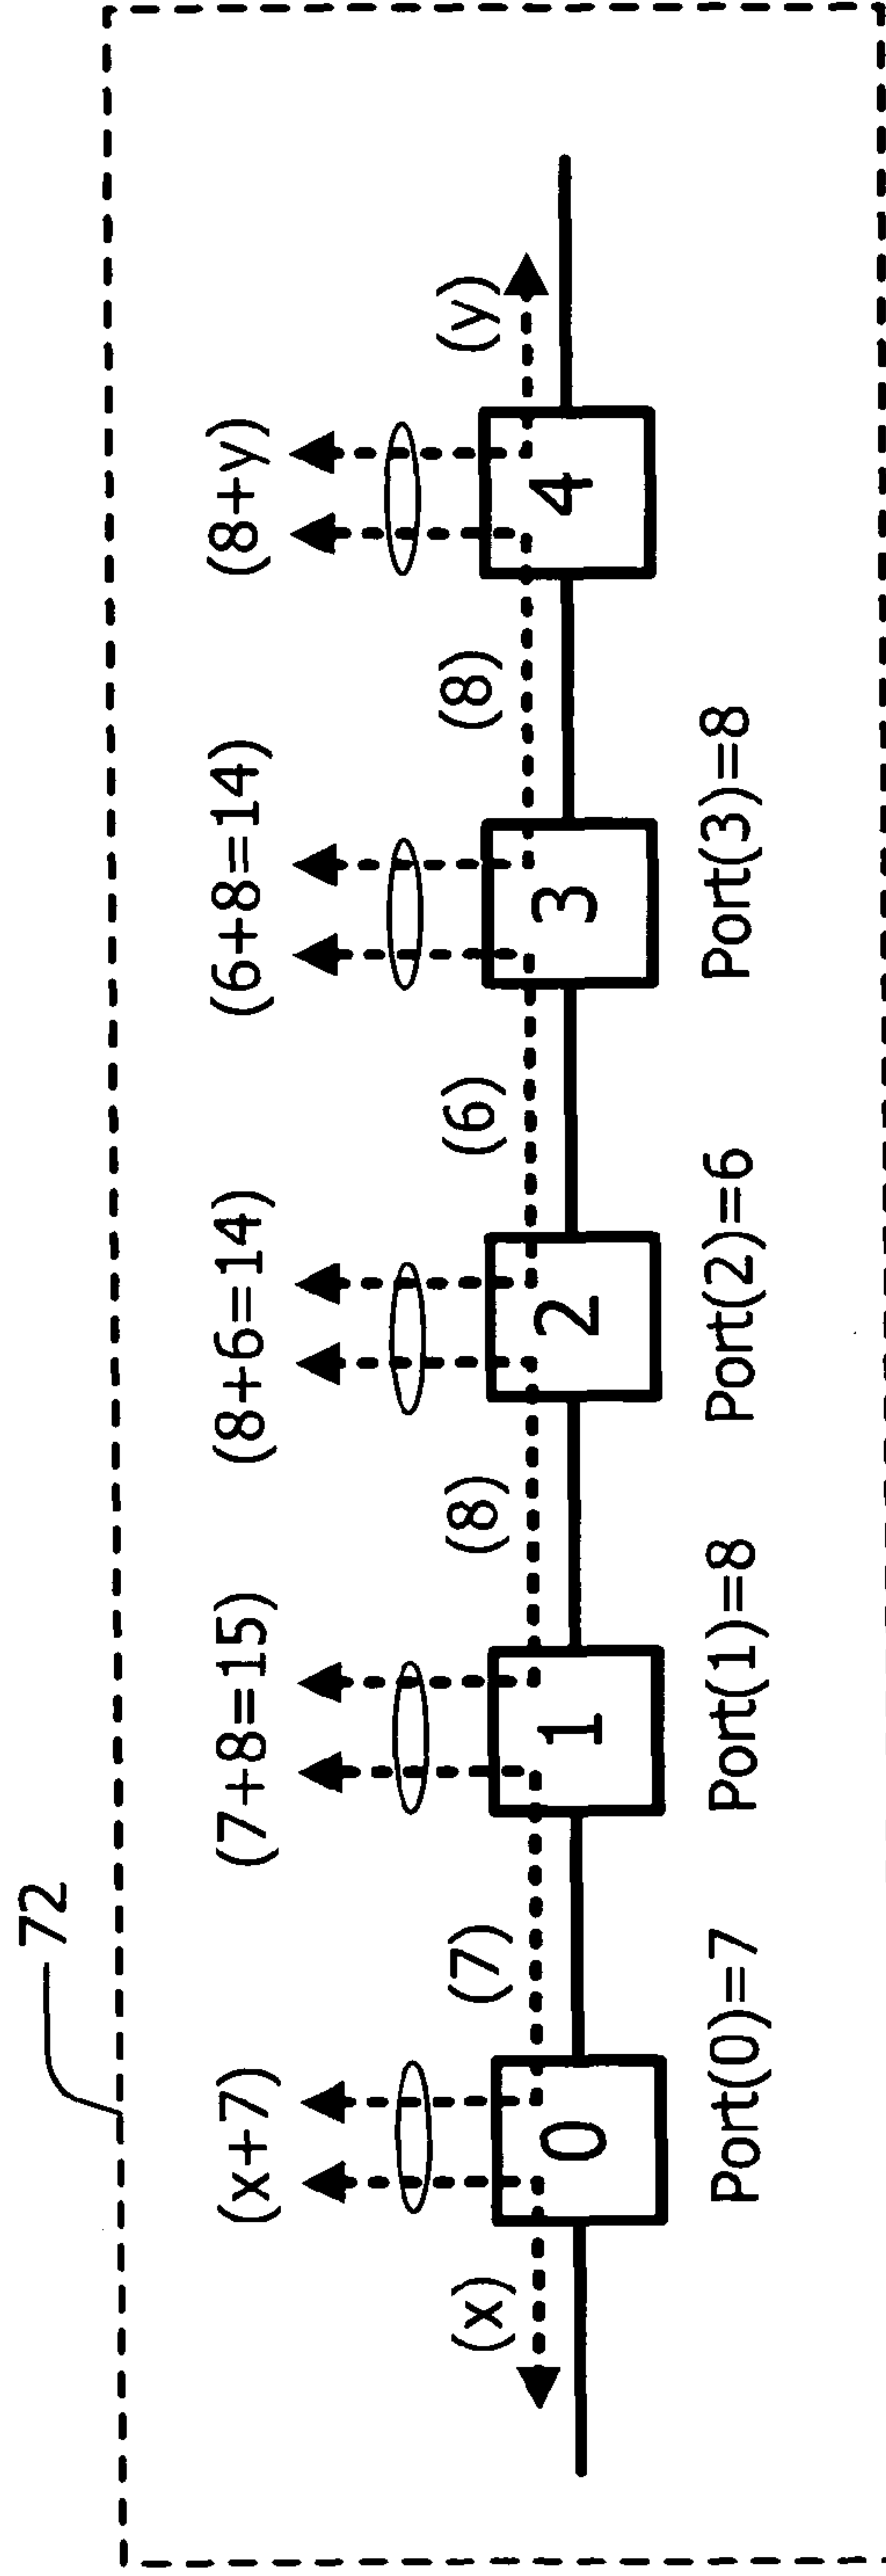 72
(x+7) (7+8=15) (8+6=14) (6+8=14) (8+y)
(x) (7) (8) (6) (8) (y)
0 1 2 3 4
Port(0)=7 Port(1)=8 Port(2)=6 Port(3)=8